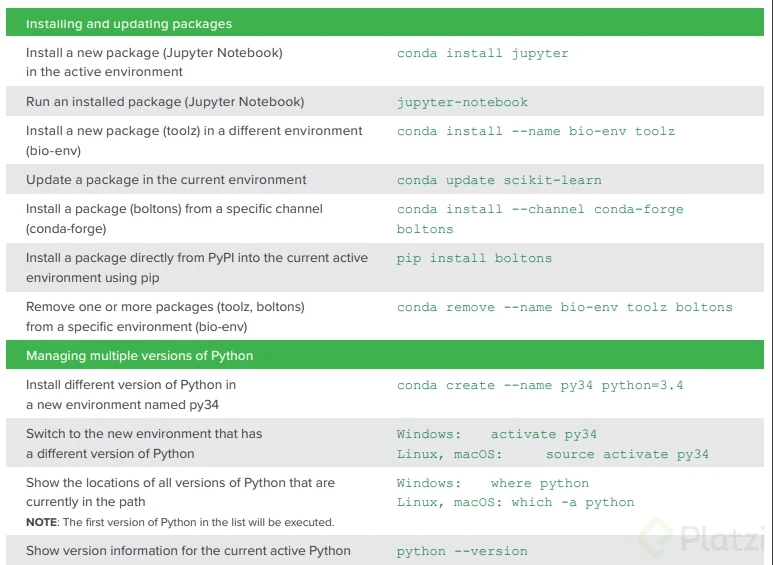 Installing and updating packages
Install a new package (Jupyter Notebook)
in the active environment
conda install jupyter
Run an installed package (Jupyter Notebook)
jupyter-notebook
Install a new package (toolz) in a different environment
(bio-env)
conda install --name bio-env toolz
Update a package in the current environment
conda update scikit-learn
Install a package (boltons) from a specific channel
(conda-forge)
conda install --channel conda-forge
boltons
Install a package directly from PyPI into the current active
environment using pip
pip install boltons
Remove one or more packages (toolz, boltons)
from a specific environment (bio-env)
conda remove --name bio-env toolz boltons
Managing multiple versions of Python
Install different version of Python in
a new environment named py34
conda create --name py34 python=3.4
Switch to the new environment that has
a different version of Python
Windows: activate py34
Linux, macOS: source activate py34
Show the locations of all versions of Python that are
currently in the path
NOTE: The first version of Python in the list will be executed.
Windows: where python
Linux, macOS: which -a python
Show version information for the current active Python
python --version
Platzi